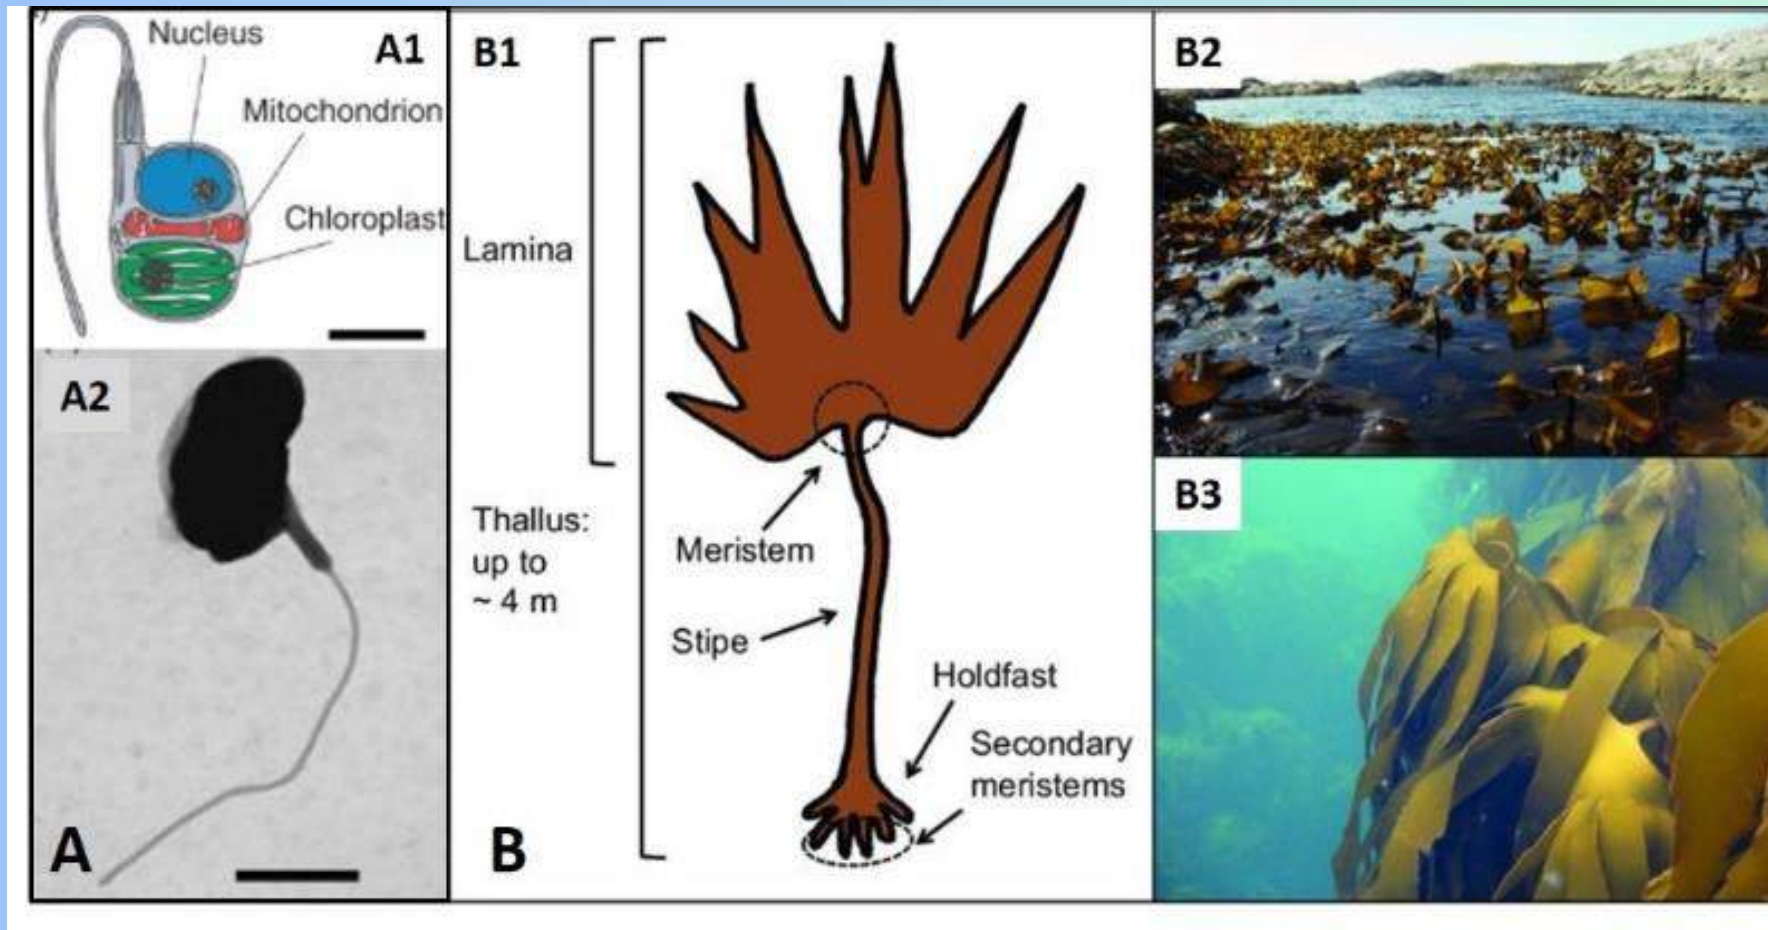 Nucleus
A1
Mitochondrion
Chloroplast
A2
A
B1
Lamina
Thallus:
up to
~ 4 m
Meristem
Stipe
Holdfast
Secondary
meristems
B
B2
B3